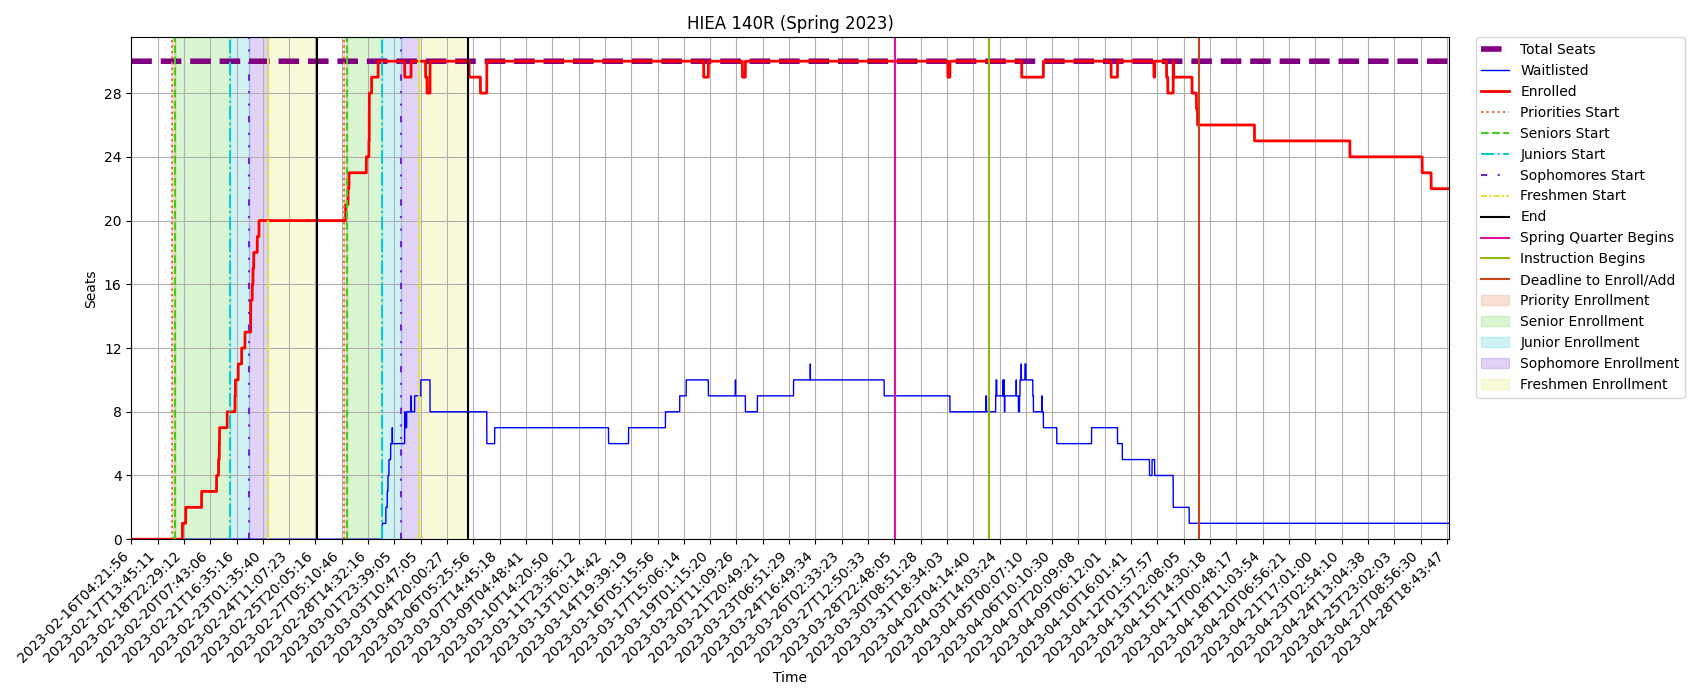 HIEA 140R (Spring 2023)
Seats
28
24
20
16
12
8
4
0
2023-02-16T04:21:56
2023-02-17T13:45:11
2023-02-18T22:29:12
2023-02-20T07:43:06
2023-02-21T16:35:16
2023-02-23T01:35:40
2023-02-24T11:07:23
2023-02-25T20:05:16
2023-02-27T05:10:46
2023-02-28T14:32:16
2023-03-01T23:39:05
2023-03-03T10:47:05
2023-03-04T20:00:27
2023-03-06T05:25:56
2023-03-09T04:48:18
2023-03-10T14:20:50
2023-03-11T23:36:12
2023-03-13T10:14:42
2023-03-14T19:39:19
2023-03-16T05:15:56
2023-03-17T15:06:14
2023-03-19T01:15:20
2023-03-20T11:09:26
2023-03-21T20:49:21
2023-03-23T06:51:29
2023-03-24T16:49:34
2023-03-26T02:33:23
2023-03-27T12:50:33
2023-03-28T22:48:05
2023-03-30T08:51:28
2023-03-31T18:34:03
2023-04-02T04:14:40
2023-04-03T14:03:24
2023-04-05T00:07:10
2023-04-06T10:10:30
2023-04-07T20:09:08
2023-04-09T06:12:01
2023-04-10T16:01:41
2023-04-12T01:57:57
2023-04-13T12:08:05
2023-04-15T14:30:18
2023-04-17T00:48:17
2023-04-18T11:03:54
2023-04-20T06:56:21
2023-04-21T17:01:00
2023-04-23T02:54:10
2023-04-24T13:04:38
2023-04-25T23:02:03
2023-04-27T08:56:30
2023-04-28T18:43:47
Time
Total Seats
Waitlisted
Enrolled
Priorities Start
Seniors Start
Juniors Start
Sophomores Start
Freshmen Start
End
Spring Quarter Begins
Instruction Begins
Deadline to Enroll/Add
Priority Enrollment
Senior Enrollment
Junior Enrollment
Sophomore Enrollment
Freshmen Enrollment